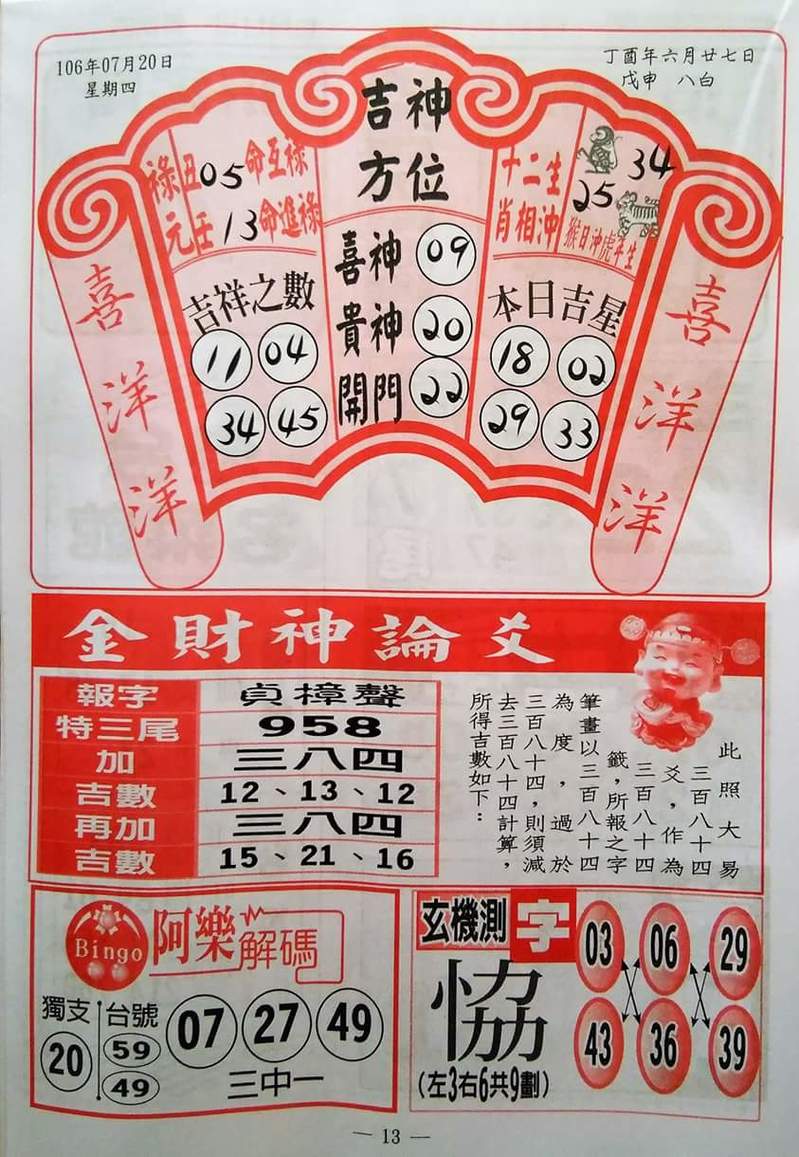 106年07月20日
星期四
丁酉年六月廿七日
戊申 八白
吉神
方位
喜神 09
貴神 20
開門 22
祿元
丑 05 命互祿
壬 13 命進祿
吉祥之數
11 04
34 45
十二生
肖相沖
34
25
猴日沖虎年生
本日吉星
18 02
29 33
喜洋洋
喜洋洋
金財神論爻
報字 貞樟聲
特三尾 958
加 三八四
吉數 12、13、12
再加 三八四
吉數 15、21、16
此照大易
三百八十四
爻,作為
三百八十四
籤,所報之字
筆畫以三百八十四
為度,過於
三百八十四,則須減
去三百八十四計算,
所得吉數如下:
Bingo 阿樂解碼
獨支 20
台號 59 49
07 27 49
三中一
玄機測字
恊
(左3右6共9劃)
03 06 29
43 36 39
— 13 —